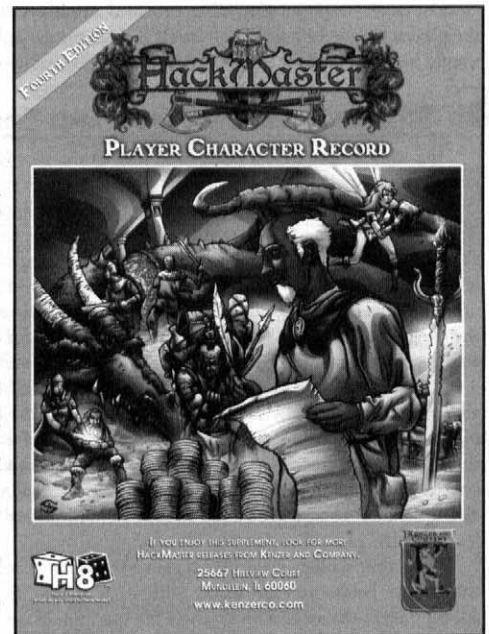 FOURTH EDITION
HackMaster
PLAYER CHARACTER RECORD
IF YOU ENJOY THIS SUPPLEMENT, LOOK FOR MORE
HACKMASTER RELEASES FROM KENZER AND COMPANY.
25667 HILLVIEW COURT
MUNDELEIN, IL 60060
www.kenzerco.com
H8